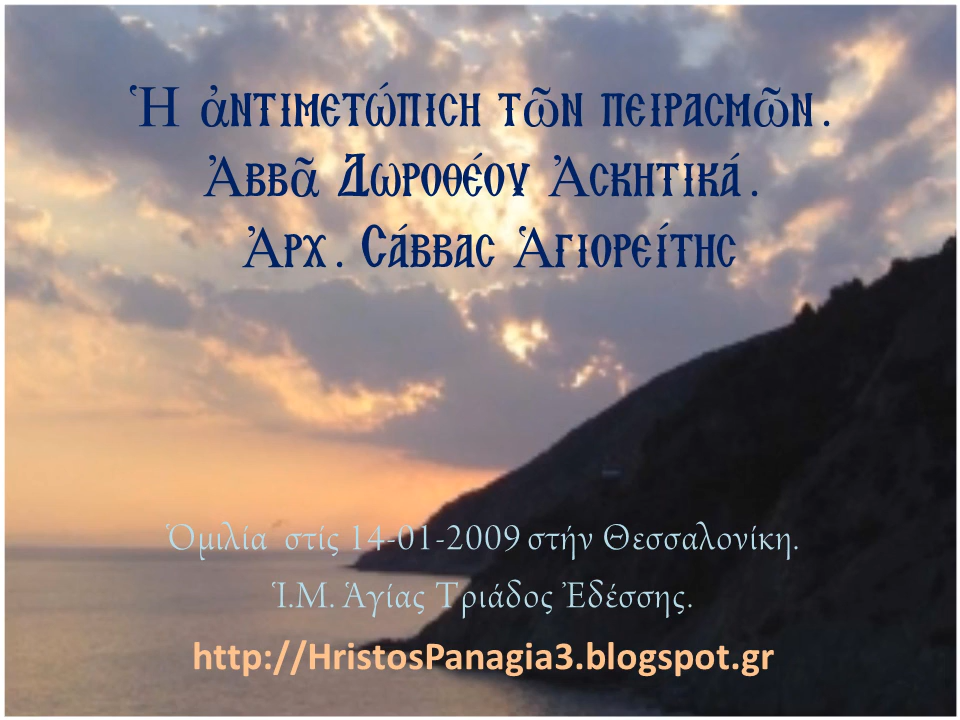 Ἡ ἀντιμετώπιση τῶν πειρασμῶν.
Ἀββᾶ Δωροθέου Ἀσκητικά.
Ἀρχ. Σάββας Ἁγιορείτης
Ὁμιλία στίς 14-01-2009 στήν Θεσσαλονίκη.
Ἱ.Μ. Ἁγίας Τριάδος Ἐδέσσης.
http://HristosPanagia3.blogspot.gr